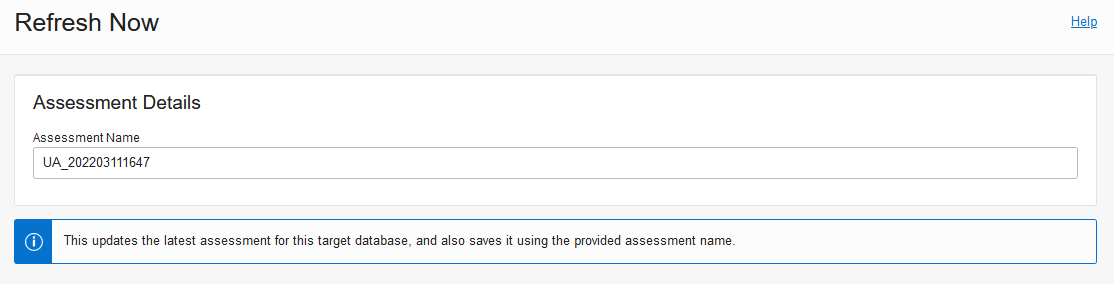 Refresh Now
Help
Assessment Details
Assessment Name
UA_202203111647
This updates the latest assessment for this target database, and also saves it using the provided assessment name.